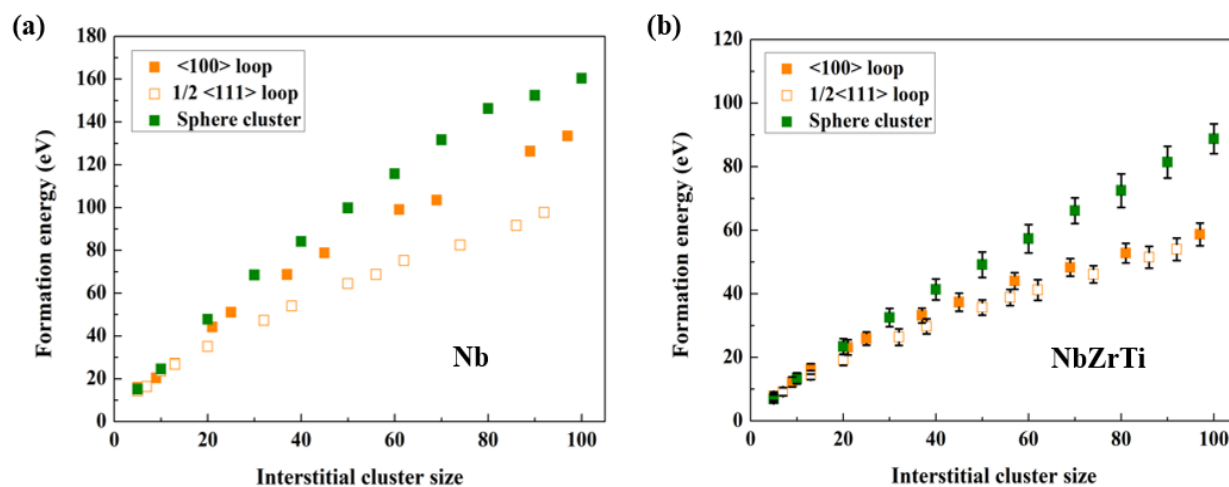 (a)
Formation energy (eV)
180
160
140
120
100
80
60
40
20
0
<100> loop
1/2 <111> loop
Sphere cluster
Nb
0 20 40 60 80 100
Interstitial cluster size
(b)
Formation energy (eV)
120
100
80
60
40
20
0
<100> loop
1/2<111> loop
Sphere cluster
NbZrTi
0 20 40 60 80 100
Interstitial cluster size